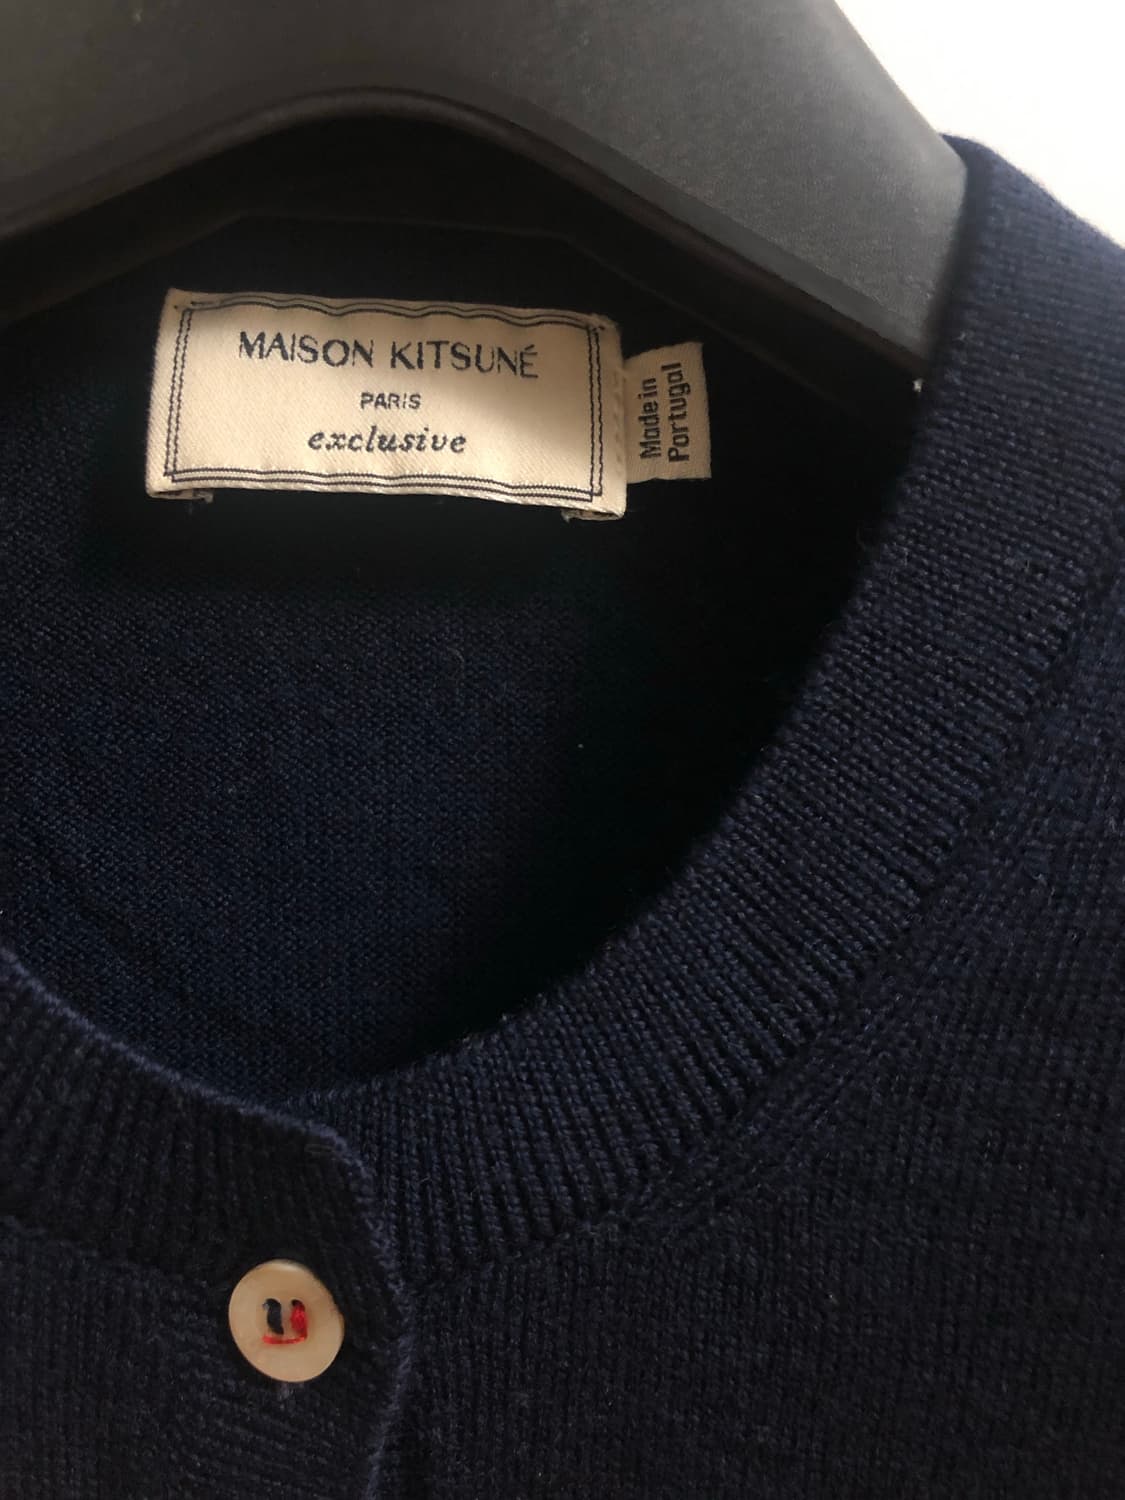 MAISON KITSUNÉ
PARIS
exclusive
Made in
Portugal